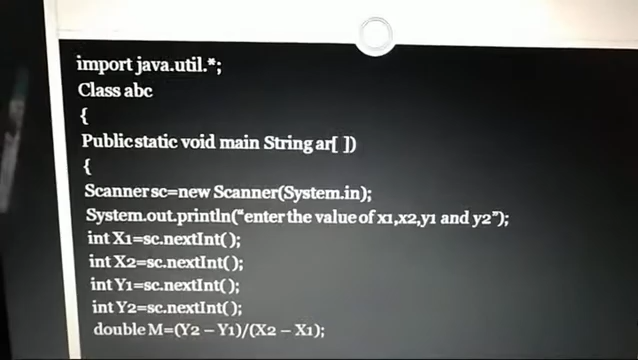 import java.util.*;
Class abc
{
Public static void main String ar[ ])
{
Scanner sc=new Scanner(System.in);
System.out.println("enter the value of x1,x2,y1 and y2");
int X1=sc.nextInt( );
int X2=sc.nextInt( );
int Y1=sc.nextInt( );
int Y2=sc.nextInt( );
double M=(Y2 – Y1)/(X2 – X1);